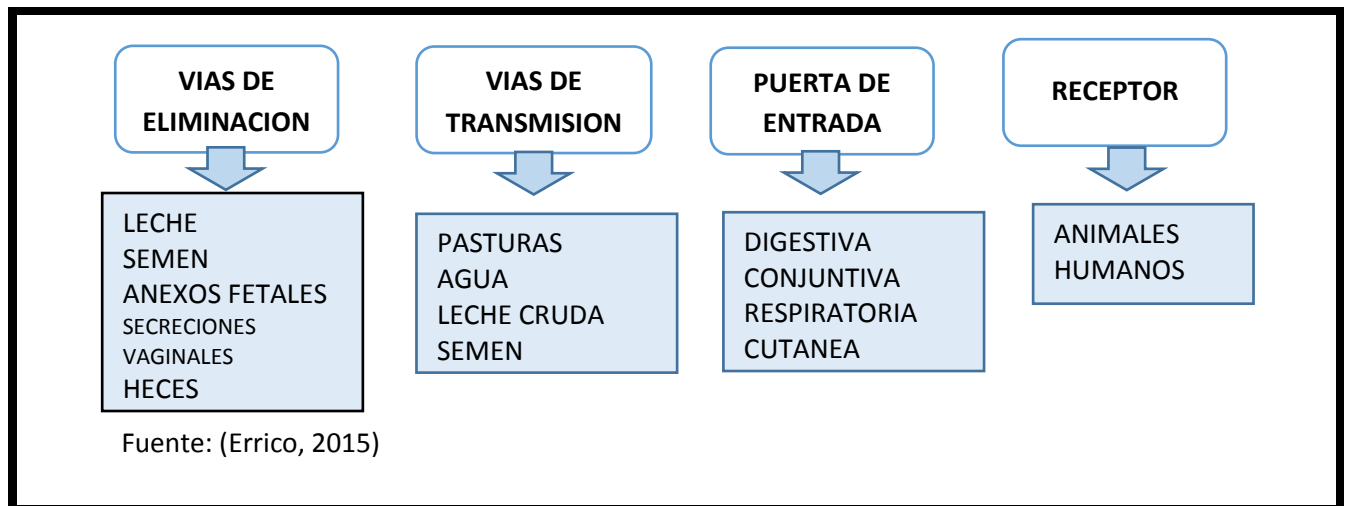 VIAS DE
ELIMINACION
LECHE
SEMEN
ANEXOS FETALES
SECRECIONES
VAGINALES
HECES
VIAS DE
TRANSMISION
PASTURAS
AGUA
LECHE CRUDA
SEMEN
PUERTA DE
ENTRADA
DIGESTIVA
CONJUNTIVA
RESPIRATORIA
CUTANEA
RECEPTOR
ANIMALES
HUMANOS
Fuente: (Errico, 2015)